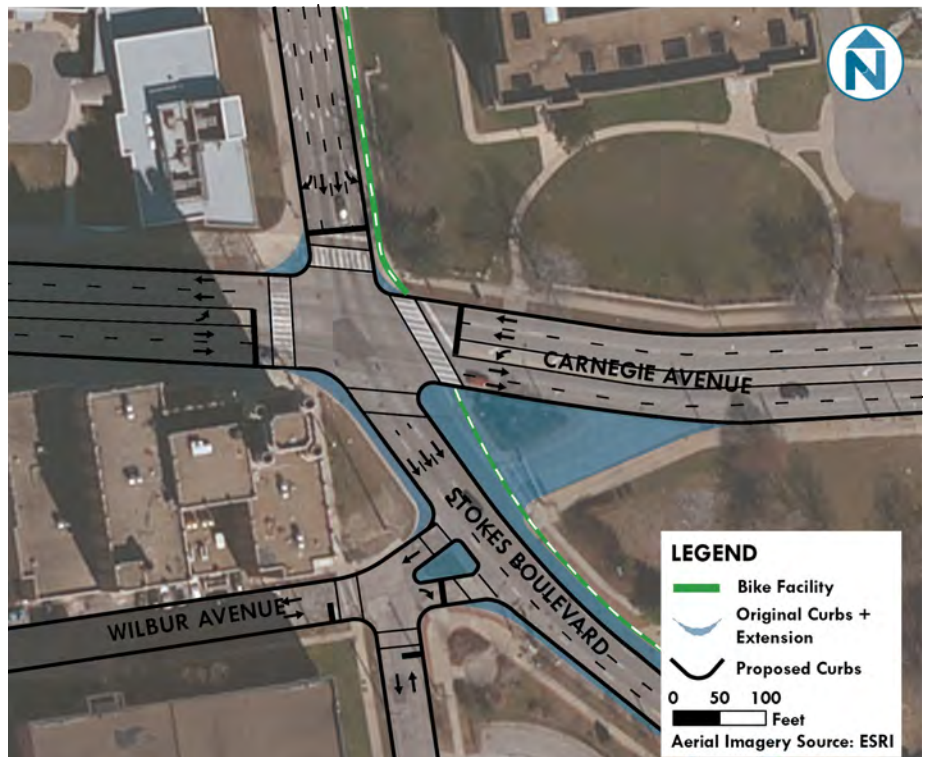 N
CARNEGIE AVENUE
STOKES BOULEVARD
WILBUR AVENUE
LEGEND
Bike Facility
Original Curbs +
Extension
Proposed Curbs
0 50 100
Feet
Aerial Imagery Source: ESRI